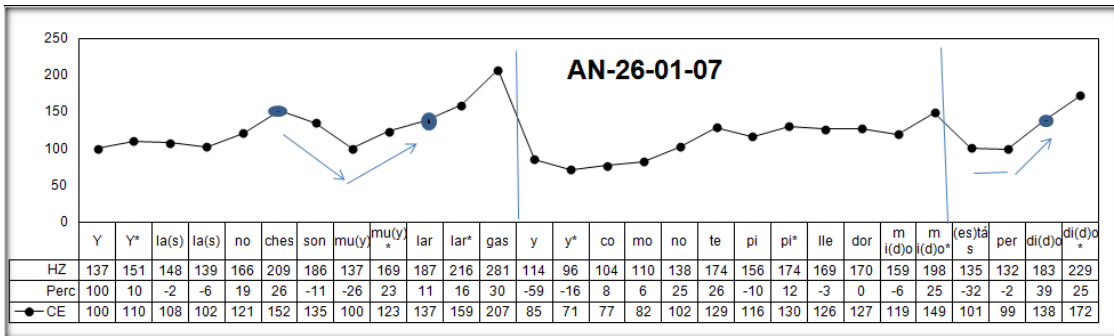 AN-26-01-07
250
200
150
100
50
0
Y Y* la(s) la(s) no ches son mu(y) mu(y)* lar lar* gas y y* co mo no te pi pi* lle dor m i(d)o m i(d)o* (es)tás per di(d)o di(d)o*
HZ 137 151 148 139 166 209 186 137 169 187 216 281 114 96 104 110 138 174 156 174 169 170 159 198 135 132 183 229
Perc 100 10 -2 -6 19 26 -11 -26 23 11 16 30 -59 -16 8 6 25 26 -10 12 -3 0 -6 25 -32 -2 39 25
CE 100 110 108 102 121 152 135 100 123 137 159 207 85 71 77 82 102 129 116 130 126 127 119 149 101 100 138 172